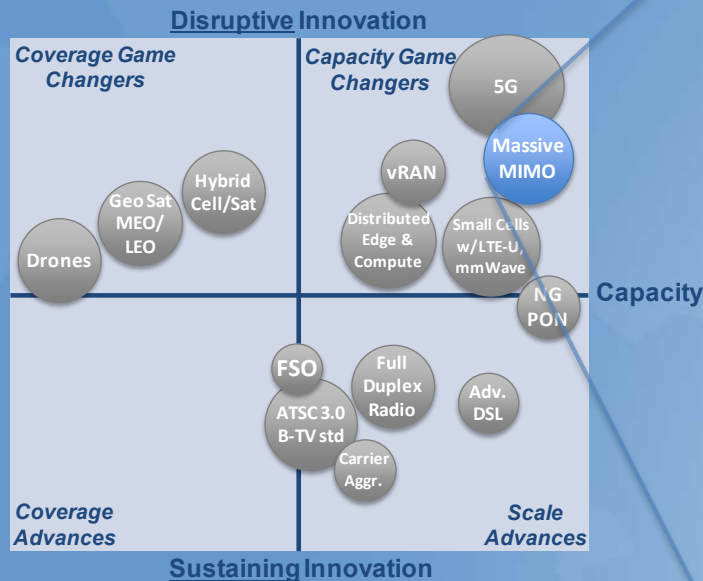 Disruptive Innovation
Coverage Game
Changers
Capacity Game
Changers
5G
Massive
MIMO
vRAN
Hybrid
Cell/Sat
Geo Sat
MEO/
LEO
Drones
Distributed
Edge &
Compute
Small Cells
w/LTE-U,
mmWave
Capacity
NG
PON
FSO
Full
Duplex
Radio
Adv.
DSL
ATSC 3.0
B-TV std
Carrier
Aggr.
Coverage
Advances
Scale
Advances
Sustaining Innovation